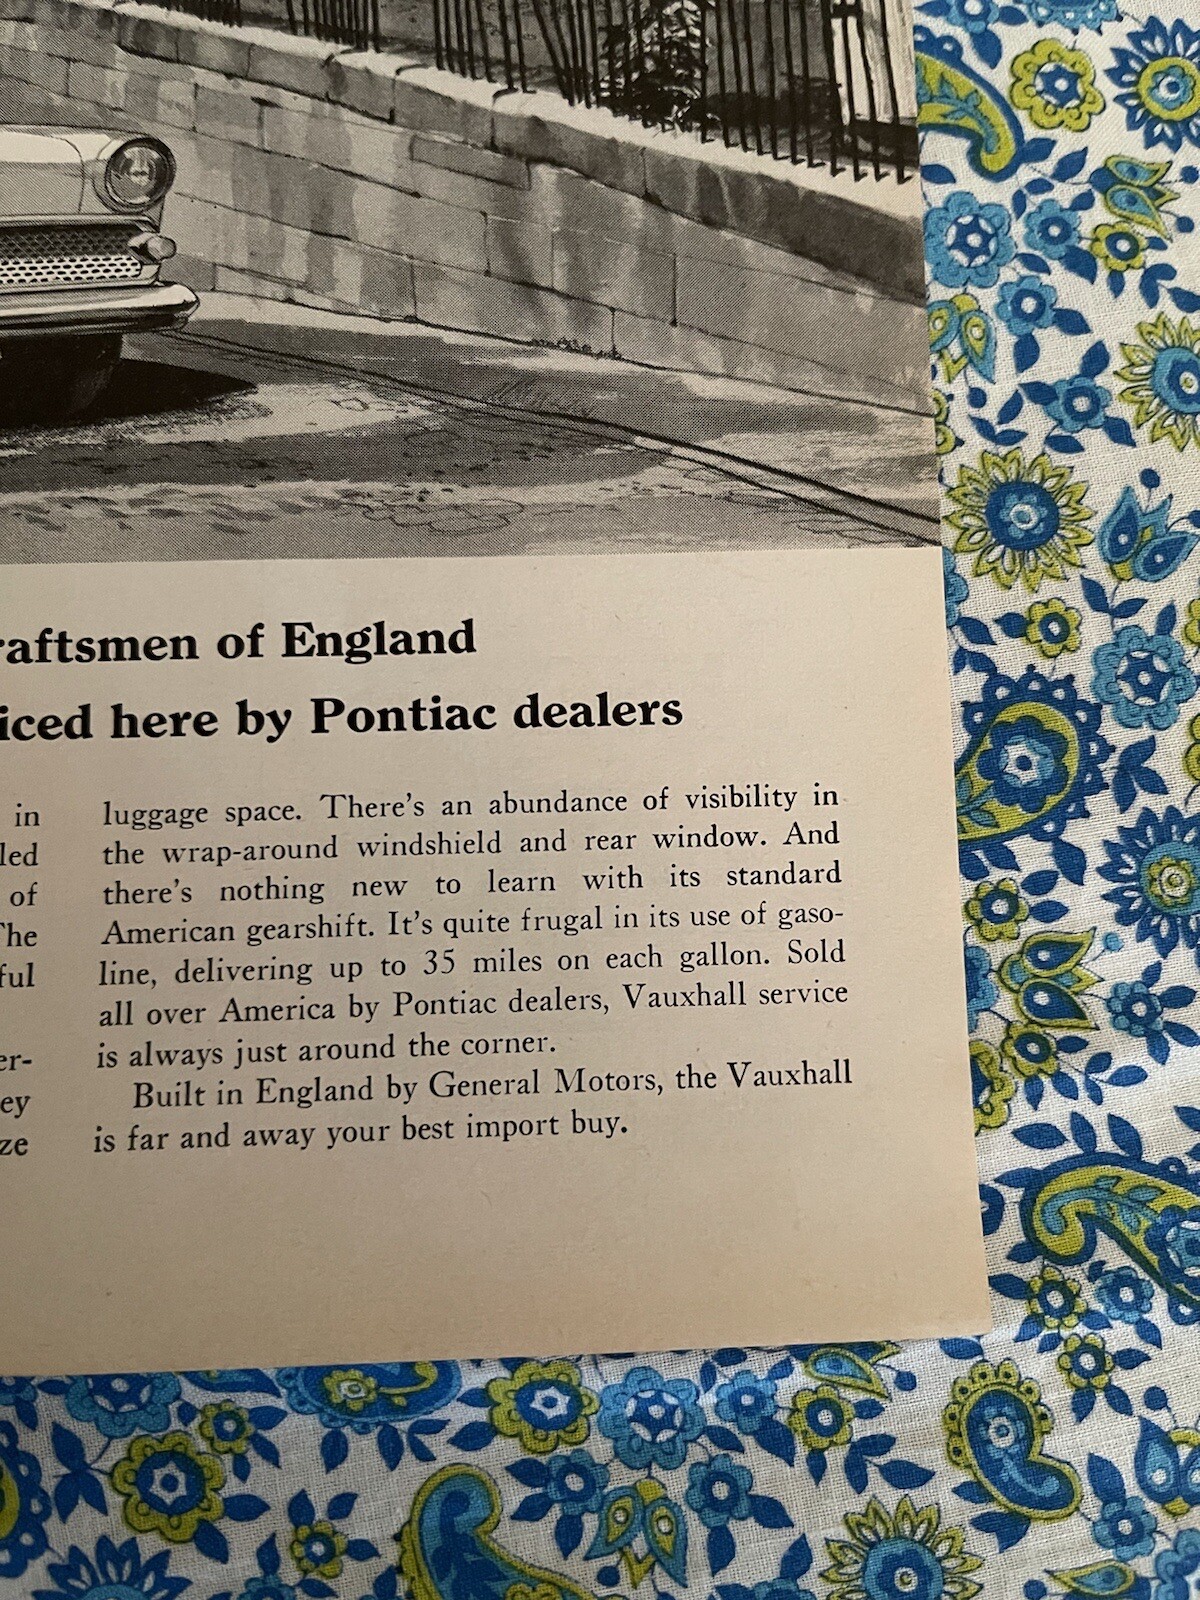 raftsmen of England
iced here by Pontiac dealers
in
led
of
The
ful
er-
ey
ze
luggage space. There's an abundance of visibility in
the wrap-around windshield and rear window. And
there's nothing new to learn with its standard
American gearshift. It's quite frugal in its use of gaso-
line, delivering up to 35 miles on each gallon. Sold
all over America by Pontiac dealers, Vauxhall service
is always just around the corner.
Built in England by General Motors, the Vauxhall
is far and away your best import buy.